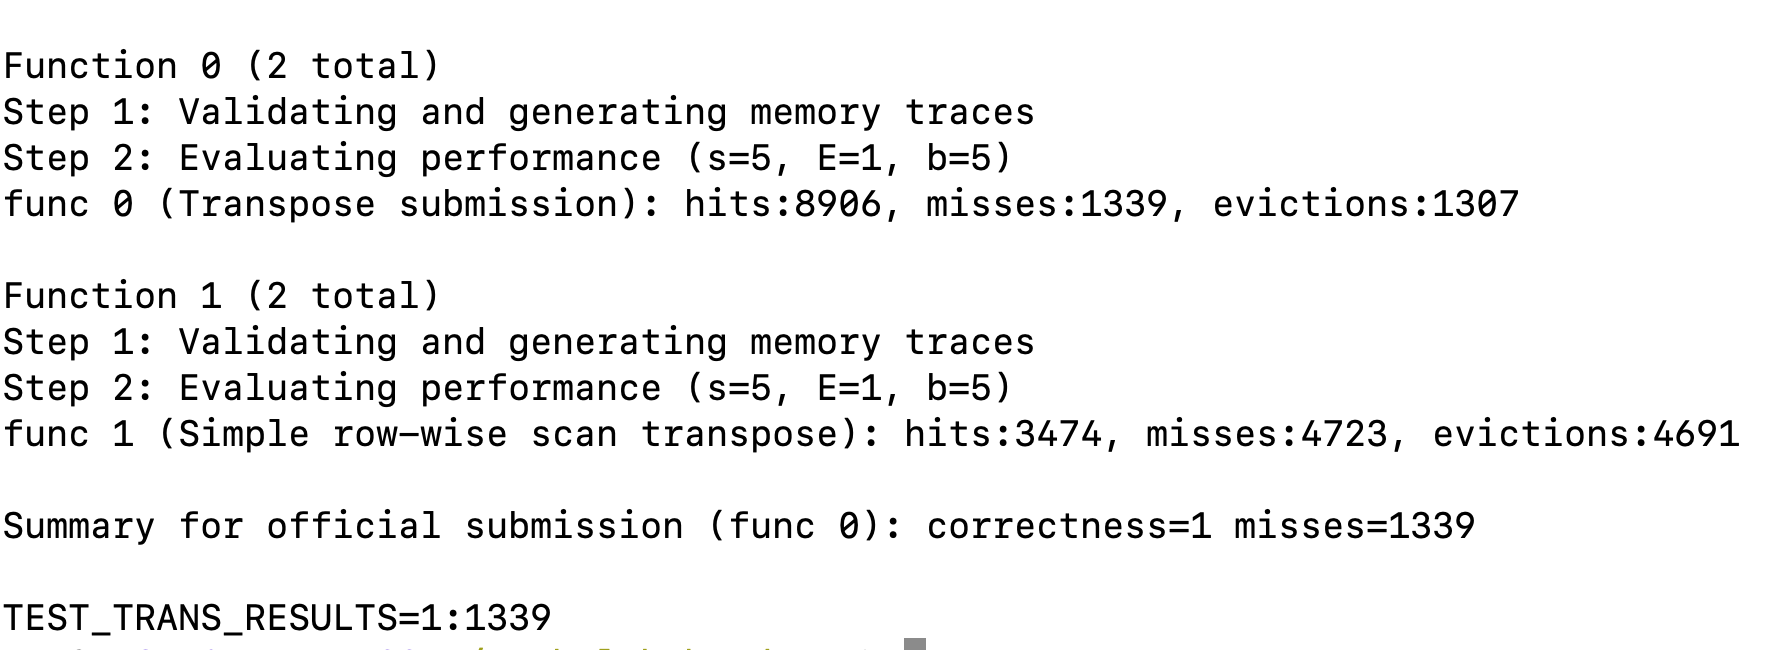 Function 0 (2 total)
Step 1: Validating and generating memory traces
Step 2: Evaluating performance (s=5, E=1, b=5)
func 0 (Transpose submission): hits:8906, misses:1339, evictions:1307
Function 1 (2 total)
Step 1: Validating and generating memory traces
Step 2: Evaluating performance (s=5, E=1, b=5)
func 1 (Simple row-wise scan transpose): hits:3474, misses:4723, evictions:4691
Summary for official submission (func 0): correctness=1 misses=1339
TEST_TRANS_RESULTS=1:1339